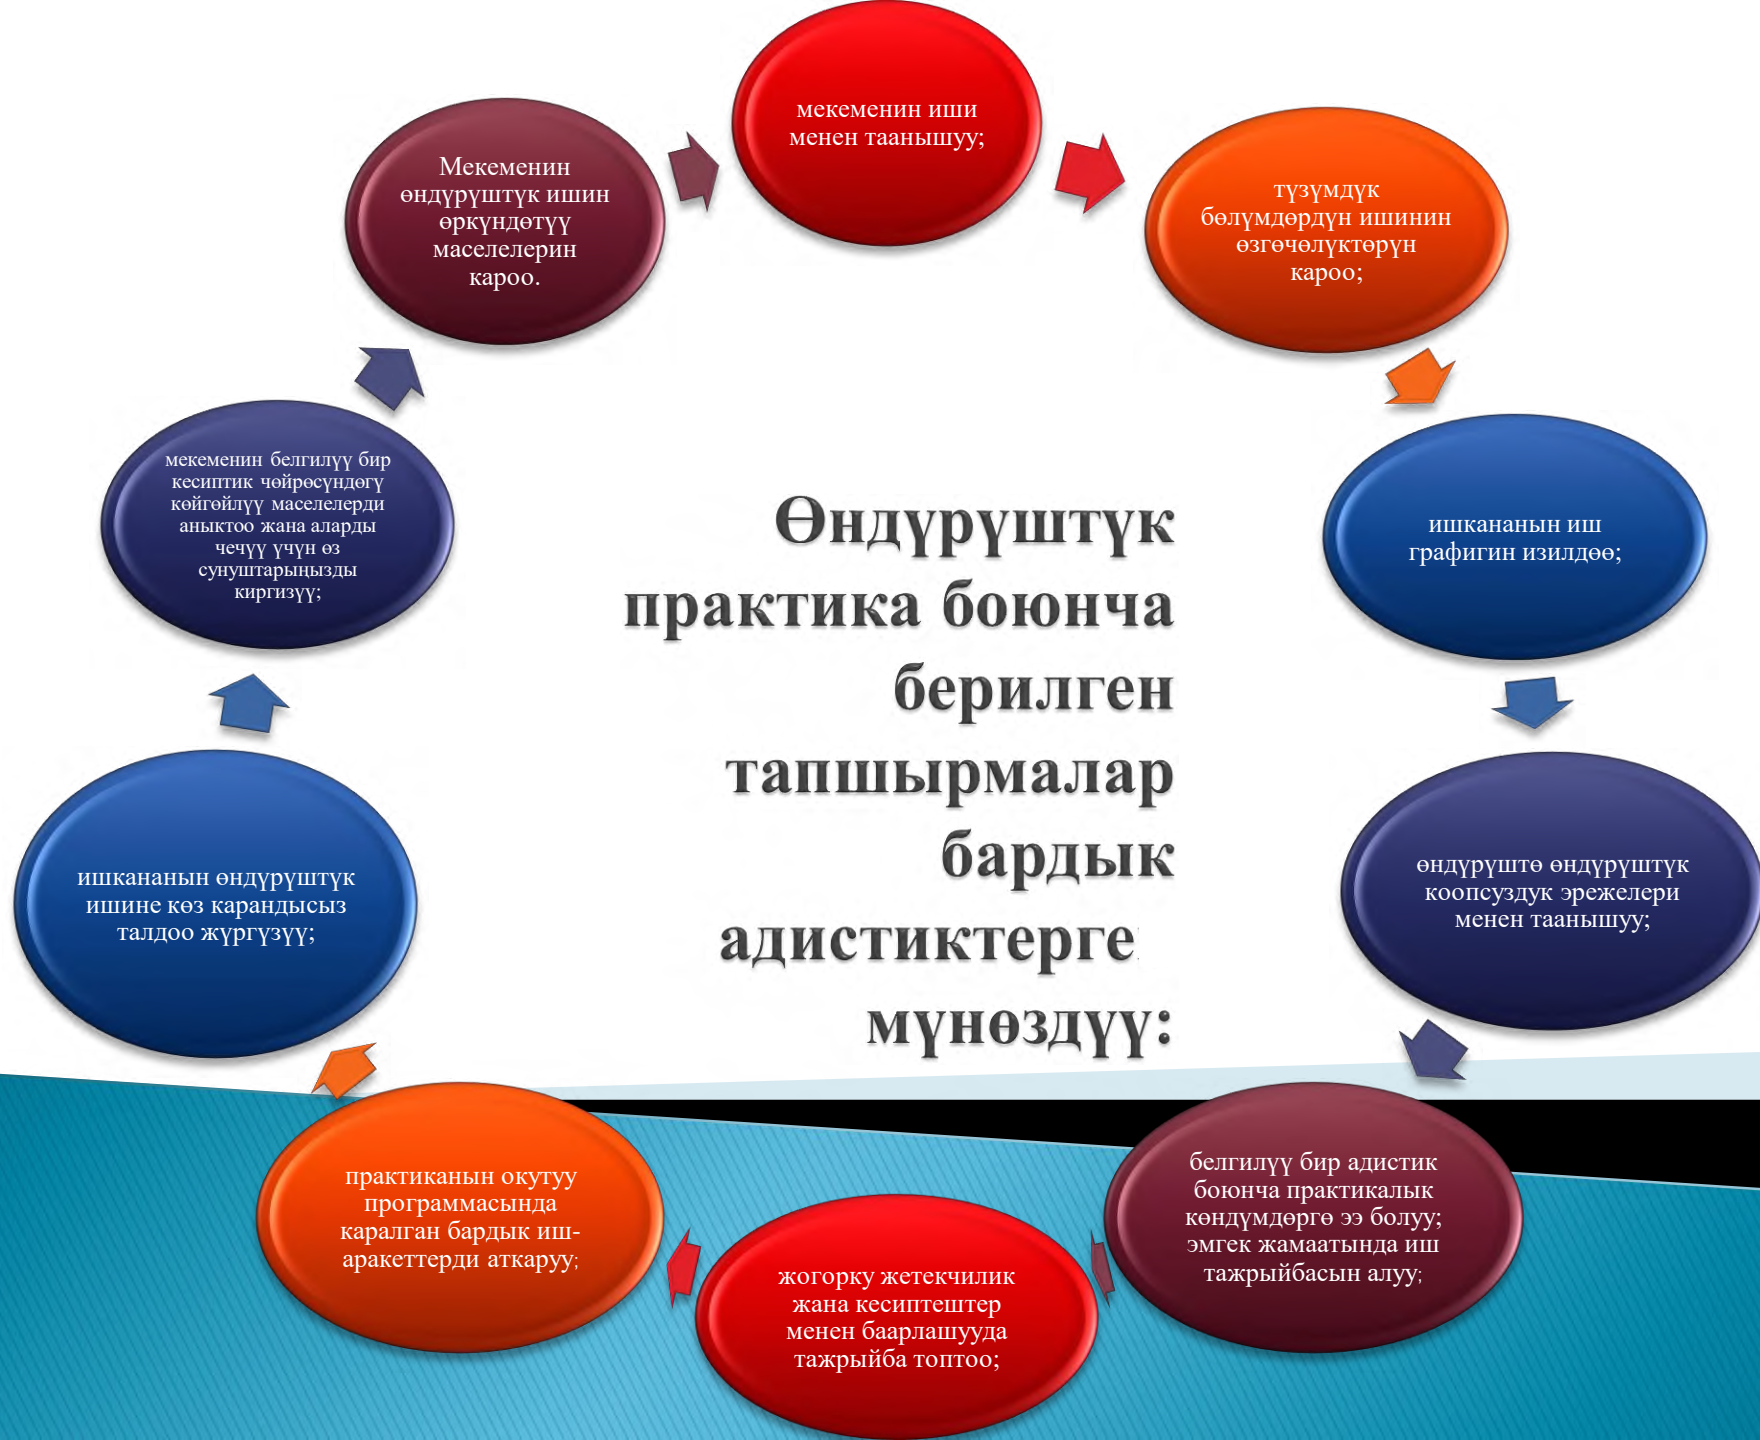 мекеменин иши
менен таанышуу;
түзүмдүк
бөлүмдөрдүн ишинин
өзгөчөлүктөрүн
кароо;
ишкананын иш
графигин изилдөө;
өндүрүштө өндүрүштүк
коопсуздук эрежелери
менен таанышуу;
белгилүү бир адистик
боюнча практикалык
көндүмдөргө ээ болуу;
эмгек жамаатында иш
тажрыйбасын алуу;
жогорку жетекчилик
жана кесиптештер
менен баарлашууда
тажрыйба топтоо;
практиканын окутуу
программасында
каралган бардык иш-
аракеттерди аткаруу;
ишкананын өндүрүштүк
ишине көз карандысыз
талдоо жүргүзүү;
мекеменин белгилүү бир
кесиптик чөйрөсүндөгү
көйгөйлүү маселелерди
аныктоо жана аларды
чечүү үчүн өз
сунуштарыңызды
киргизүү;
Мекеменин
өндүрүштүк ишин
өркүндөтүү
маселелерин
кароо.
Өндүрүштүк
практика боюнча
берилген
тапшырмалар
бардык
адистиктерге
мүнөздүү: